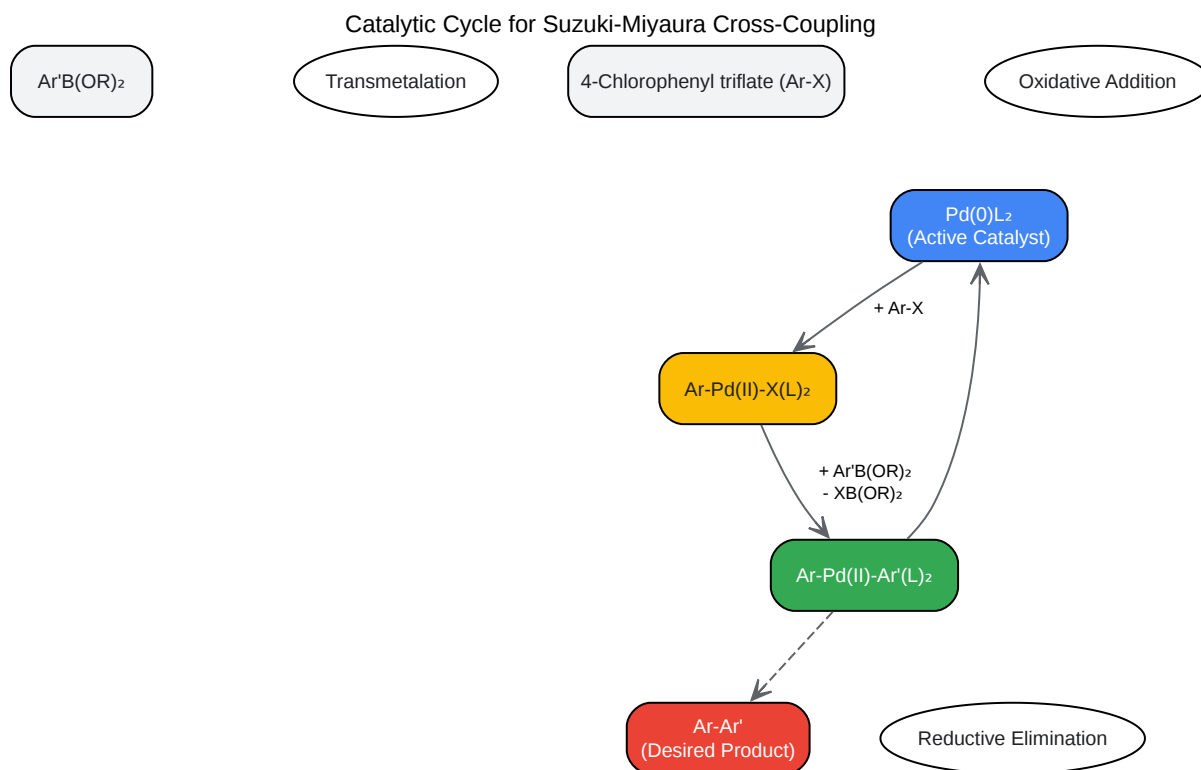 Catalytic Cycle for Suzuki-Miyaura Cross-Coupling
Ar'B(OR)₂
Transmetalation
4-Chlorophenyl triflate (Ar-X)
Oxidative Addition
Pd(0)L₂
(Active Catalyst)
+ Ar-X
Ar-Pd(II)-X(L)₂
+ Ar'B(OR)₂
- XB(OR)₂
Ar-Pd(II)-Ar'(L)₂
Ar-Ar'
(Desired Product)
Reductive Elimination